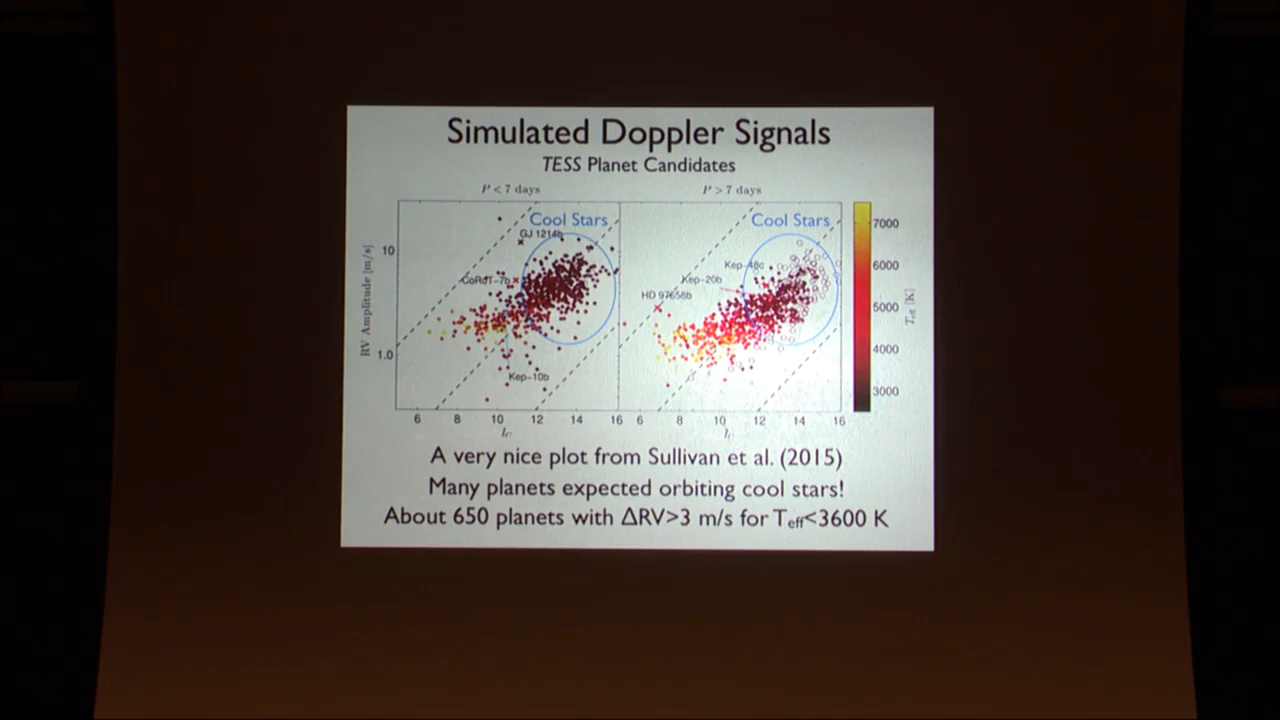 Simulated Doppler Signals
TESS Planet Candidates
P < 7 days
P > 7 days
Cool Stars
Cool Stars
GJ 1214b
CoRoT-7b
Kep-10b
Kep-48c
Kep-20b
HD 97658b
RV Amplitude [m/s]
10
1.0
6 8 10 12 14 16 6 8 10 12 14 16
I_C
I_C
7000
6000
5000
4000
3000
T_eff [K]
A very nice plot from Sullivan et al. (2015)
Many planets expected orbiting cool stars!
About 650 planets with ΔRV>3 m/s for Teff<3600 K